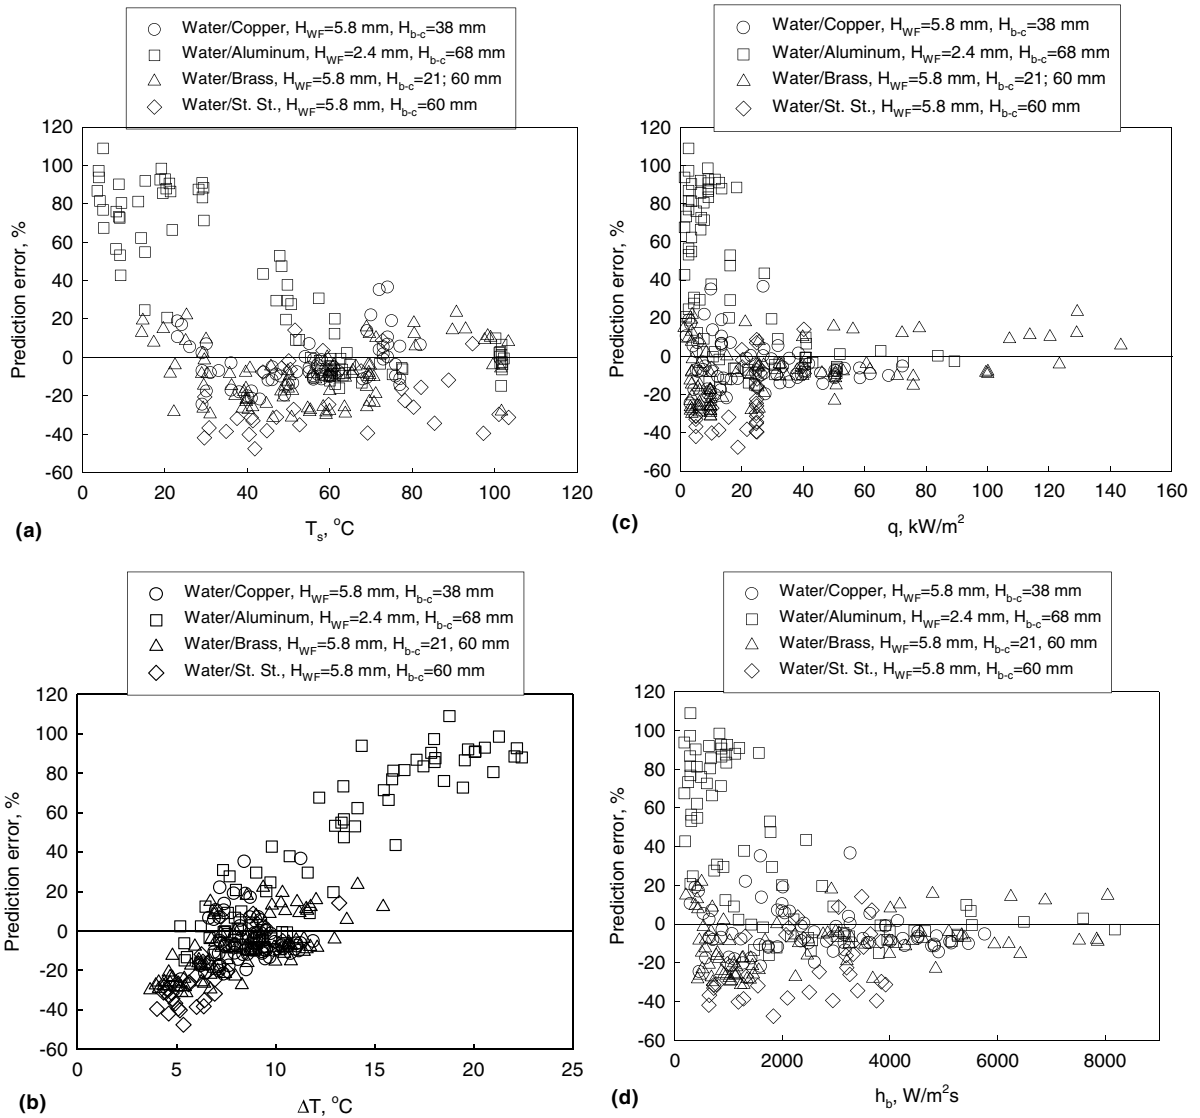 Water/Copper, H_WF=5.8 mm, H_b-c=38 mm
Water/Aluminum, H_WF=2.4 mm, H_b-c=68 mm
Water/Brass, H_WF=5.8 mm, H_b-c=21; 60 mm
Water/St. St., H_WF=5.8 mm, H_b-c=60 mm
120
100
80
60
40
20
0
-20
-40
-60
Prediction error, %
0 20 40 60 80 100 120
T_s, °C
(a)
Water/Copper, H_WF=5.8 mm, H_b-c=38 mm
Water/Aluminum, H_WF=2.4 mm, H_b-c=68 mm
Water/Brass, H_WF=5.8 mm, H_b-c=21; 60 mm
Water/St. St., H_WF=5.8 mm, H_b-c=60 mm
120
100
80
60
40
20
0
-20
-40
-60
Prediction error, %
0 20 40 60 80 100 120 140 160
q, kW/m²
(c)
Water/Copper, H_WF=5.8 mm, H_b-c=38 mm
Water/Aluminum, H_WF=2.4 mm, H_b-c=68 mm
Water/Brass, H_WF=5.8 mm, H_b-c=21, 60 mm
Water/St. St., H_WF=5.8 mm, H_b-c=60 mm
120
100
80
60
40
20
0
-20
-40
-60
Prediction error, %
0 5 10 15 20 25
ΔT, °C
(b)
Water/Copper, H_WF=5.8 mm, H_b-c=38 mm
Water/Aluminum, H_WF=2.4 mm, H_b-c=68 mm
Water/Brass, H_WF=5.8 mm, H_b-c=21, 60 mm
Water/St. St., H_WF=5.8 mm, H_b-c=60 mm
120
100
80
60
40
20
0
-20
-40
-60
Prediction error, %
0 2000 4000 6000 8000
h_b, W/m²s
(d)